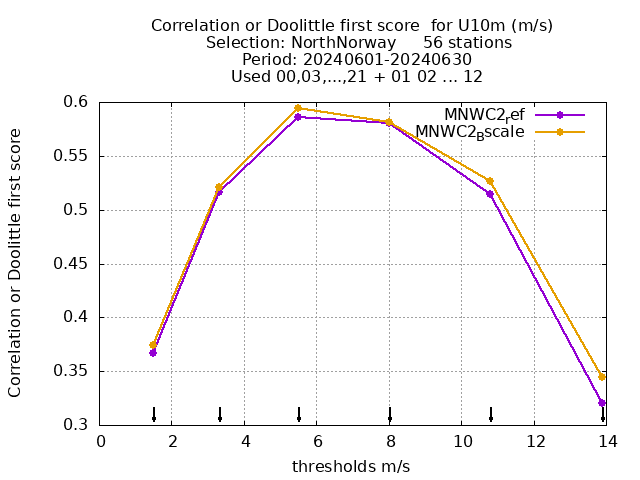 Correlation or Doolittle first score  for U10m (m/s)
Selection: NorthNorway     56 stations
Period: 20240601-20240630
Used 00,03,...,21 + 01 02 ... 12
MNWC2ref
MNWC2Bscale
Correlation or Doolittle first score
0.6
0.55
0.5
0.45
0.4
0.35
0.3
0 2 4 6 8 10 12 14
thresholds m/s